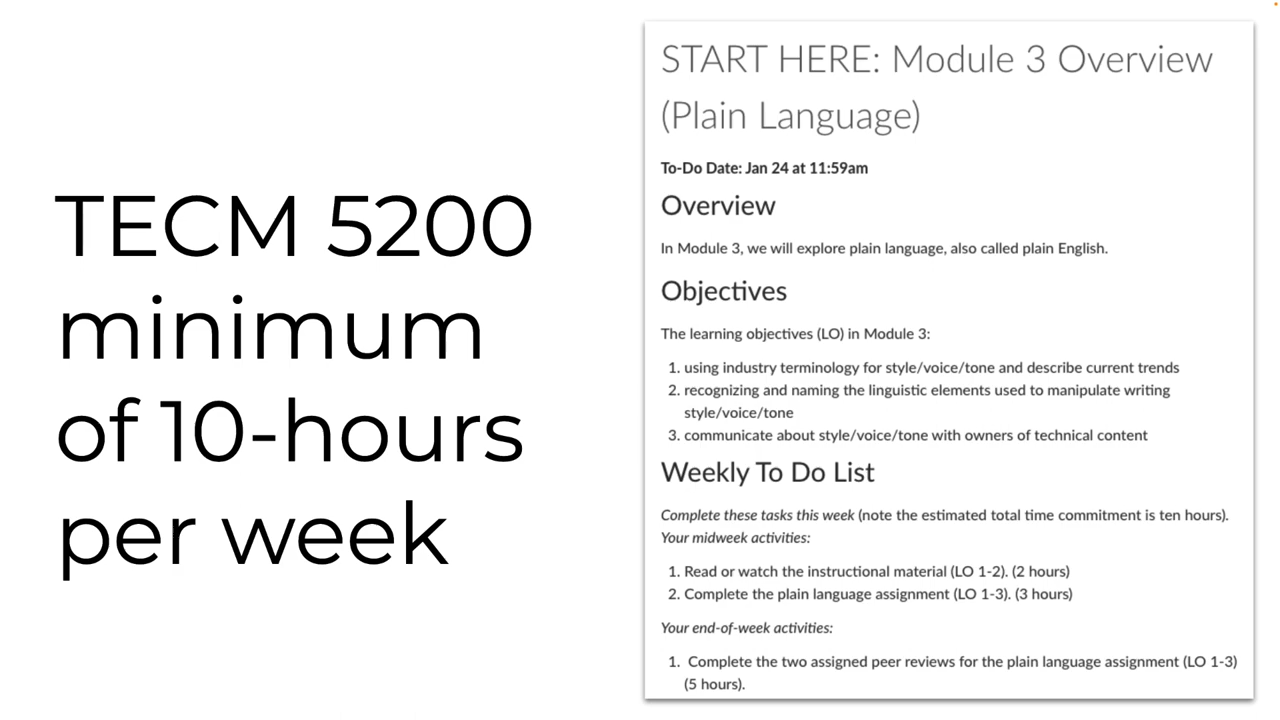 TECM 5200
minimum
of 10-hours
per week
START HERE: Module 3 Overview
(Plain Language)
To-Do Date: Jan 24 at 11:59am
Overview
In Module 3, we will explore plain language, also called plain English.
Objectives
The learning objectives (LO) in Module 3:
1. using industry terminology for style/voice/tone and describe current trends
2. recognizing and naming the linguistic elements used to manipulate writing
style/voice/tone
3. communicate about style/voice/tone with owners of technical content
Weekly To Do List
Complete these tasks this week (note the estimated total time commitment is ten hours).
Your midweek activities:
1. Read or watch the instructional material (LO 1-2). (2 hours)
2. Complete the plain language assignment (LO 1-3). (3 hours)
Your end-of-week activities:
1. Complete the two assigned peer reviews for the plain language assignment (LO 1-3)
(5 hours).